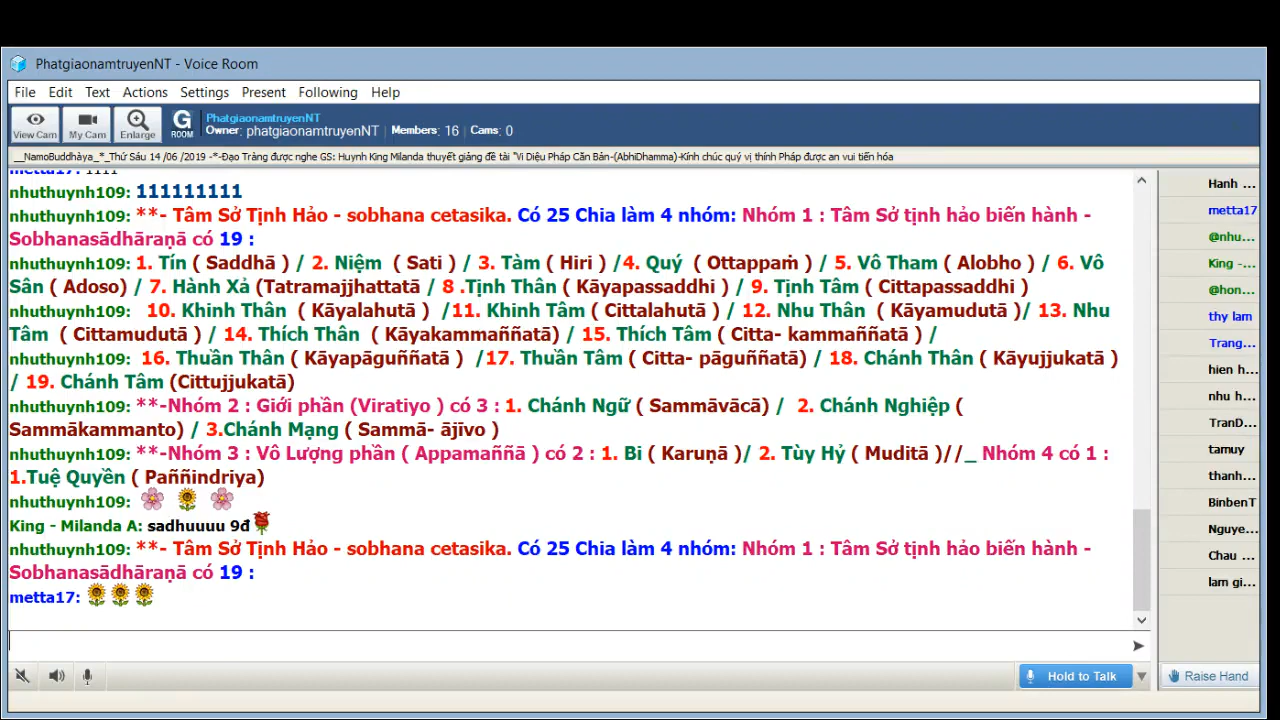 PhatgiaonamtruyenNT - Voice Room
File Edit Text Actions Settings Present Following Help
View Cam My Cam Enlarge G ROOM PhatgiaonamtruyenNT
Owner: phatgiaonamtruyenNT Members: 16 Cams: 0
__NamoBuddhàya_*_Thứ Sáu 14 /06 /2019 -*-Đạo Tràng được nghe GS: Huynh King Milanda thuyết giảng đề tài "Vi Diệu Pháp Căn Bản-(AbhiDhamma)-Kính chúc quý vị thính Pháp được an vui tiến hóa
metta17: 1111
nhuthuynh109: 111111111
nhuthuynh109: **- Tâm Sở Tịnh Hảo - sobhana cetasika. Có 25 Chia làm 4 nhóm: Nhóm 1 : Tâm Sở tịnh hảo biến hành -
Sobhanasādhāraṇā có 19 :
nhuthuynh109: 1. Tín ( Saddhā ) / 2. Niệm ( Sati ) / 3. Tàm ( Hiri ) /4. Quý ( Ottappaṁ ) / 5. Vô Tham ( Alobho ) / 6. Vô
Sân ( Adoso) / 7. Hành Xả (Tatramajjhattatā / 8 .Tịnh Thân ( Kāyapassaddhi ) / 9. Tịnh Tâm ( Cittapassaddhi )
nhuthuynh109: 10. Khinh Thân ( Kāyalahutā ) /11. Khinh Tâm ( Cittalahutā ) / 12. Nhu Thân ( Kāyamudutā )/ 13. Nhu
Tâm ( Cittamudutā ) / 14. Thích Thân ( Kāyakammaññatā)/ 15. Thích Tâm ( Citta- kammaññatā ) /
nhuthuynh109: 16. Thuần Thân ( Kāyapāguññatā ) /17. Thuần Tâm ( Citta- pāguññatā) / 18. Chánh Thân ( Kāyujjukatā )
/ 19. Chánh Tâm (Cittujjukatā)
nhuthuynh109: **-Nhóm 2 : Giới phần (Viratiyo ) có 3 : 1. Chánh Ngữ ( Sammāvācā) / 2. Chánh Nghiệp (
Sammākammanto) / 3.Chánh Mạng ( Sammā- ājīvo )
nhuthuynh109: **-Nhóm 3 : Vô Lượng phần ( Appamaññā ) có 2 : 1. Bi ( Karuṇā )/ 2. Tùy Hỷ ( Muditā )//_ Nhóm 4 có 1 :
1.Tuệ Quyền ( Paññindriya)
nhuthuynh109:
King - Milanda A: sadhuuuu 9đ
nhuthuynh109: **- Tâm Sở Tịnh Hảo - sobhana cetasika. Có 25 Chia làm 4 nhóm: Nhóm 1 : Tâm Sở tịnh hảo biến hành -
Sobhanasādhāraṇā có 19 :
metta17:
Hanh ...
metta17
@nhu...
King -...
@hon...
thy lam
Trang...
hien h...
nhu h...
TranD...
tamuy
thanh...
BinbenT
Nguye...
Chau ...
lam gi...
Hold to Talk
Raise Hand